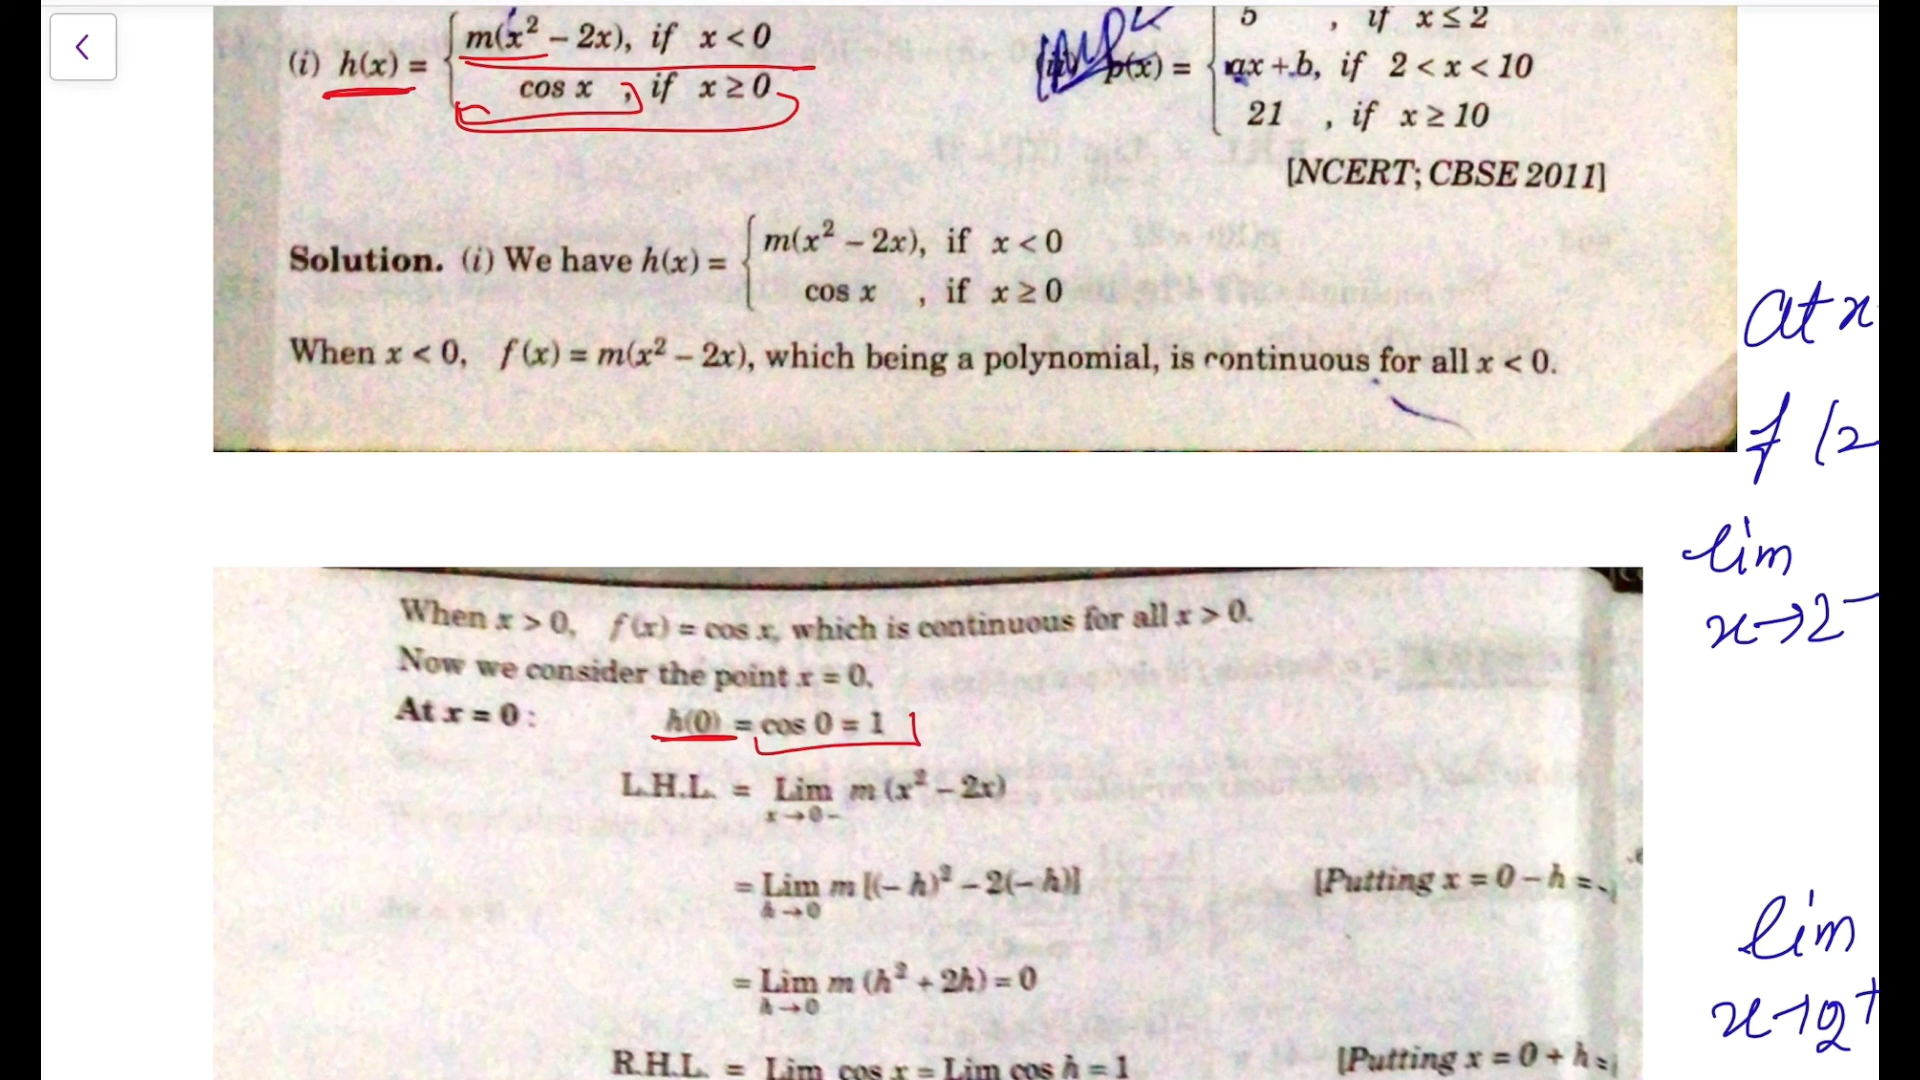 (i) h(x) = { m(x² – 2x), if x < 0
cos x , if x ≥ 0
p(x) = { 5 , if x ≤ 2
ax + b, if 2 < x < 10
21 , if x ≥ 10
[NCERT; CBSE 2011]
Solution. (i) We have h(x) = { m(x² – 2x), if x < 0
cos x , if x ≥ 0
When x < 0, f(x) = m(x² – 2x), which being a polynomial, is continuous for all x < 0.
When x > 0, f(x) = cos x, which is continuous for all x > 0.
Now we consider the point x = 0.
At x = 0 : h(0) = cos 0 = 1
L.H.L. = Lim m (x² – 2x)
x → 0 –
= Lim m [(– h)² – 2(– h)] [Putting x = 0 – h =
h → 0
= Lim m (h² + 2h) = 0
h → 0
R.H.L. = Lim cos x = Lim cos h = 1 [Putting x = 0 + h =
at x
f (2
lim
x→2⁻
lim
x→2⁺